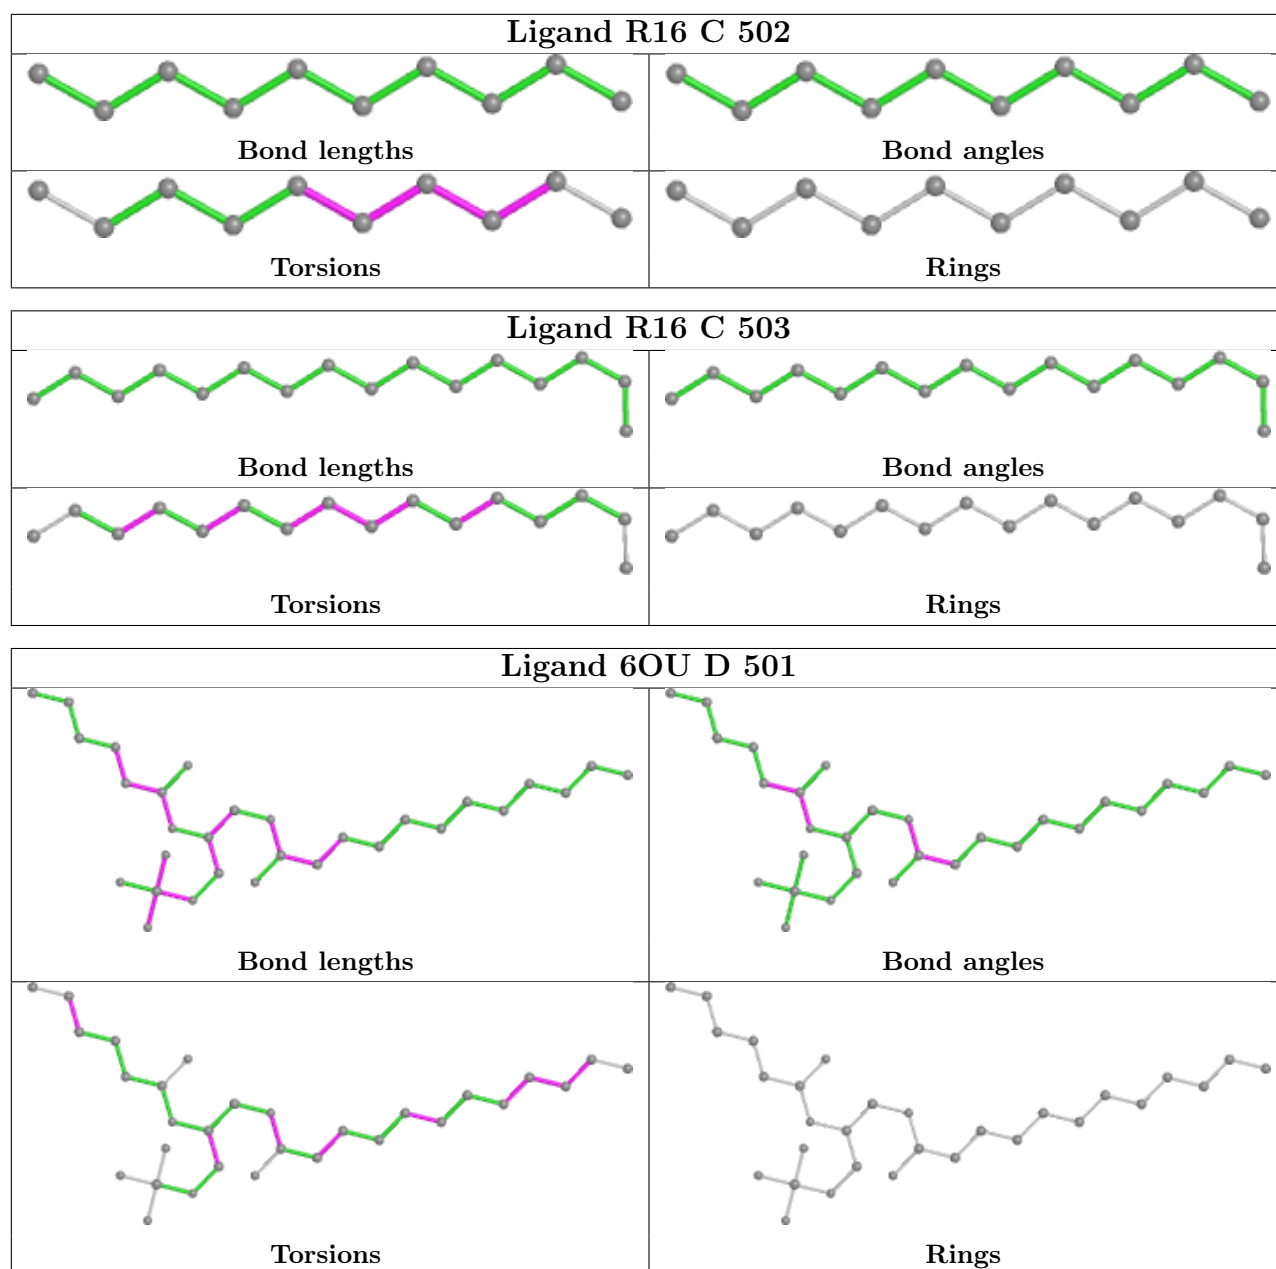 Ligand R16 C 502
Bond lengths
Bond angles
Torsions
Rings
Ligand R16 C 503
Bond lengths
Bond angles
Torsions
Rings
Ligand 6OU D 501
Bond lengths
Bond angles
Torsions
Rings